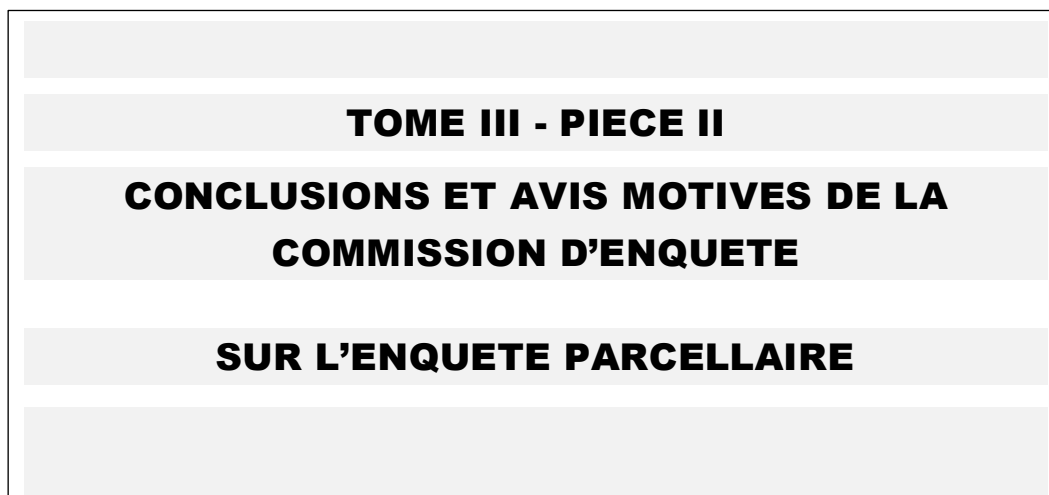 TOME III - PIECE II
CONCLUSIONS ET AVIS MOTIVES DE LA
COMMISSION D’ENQUETE
SUR L’ENQUETE PARCELLAIRE